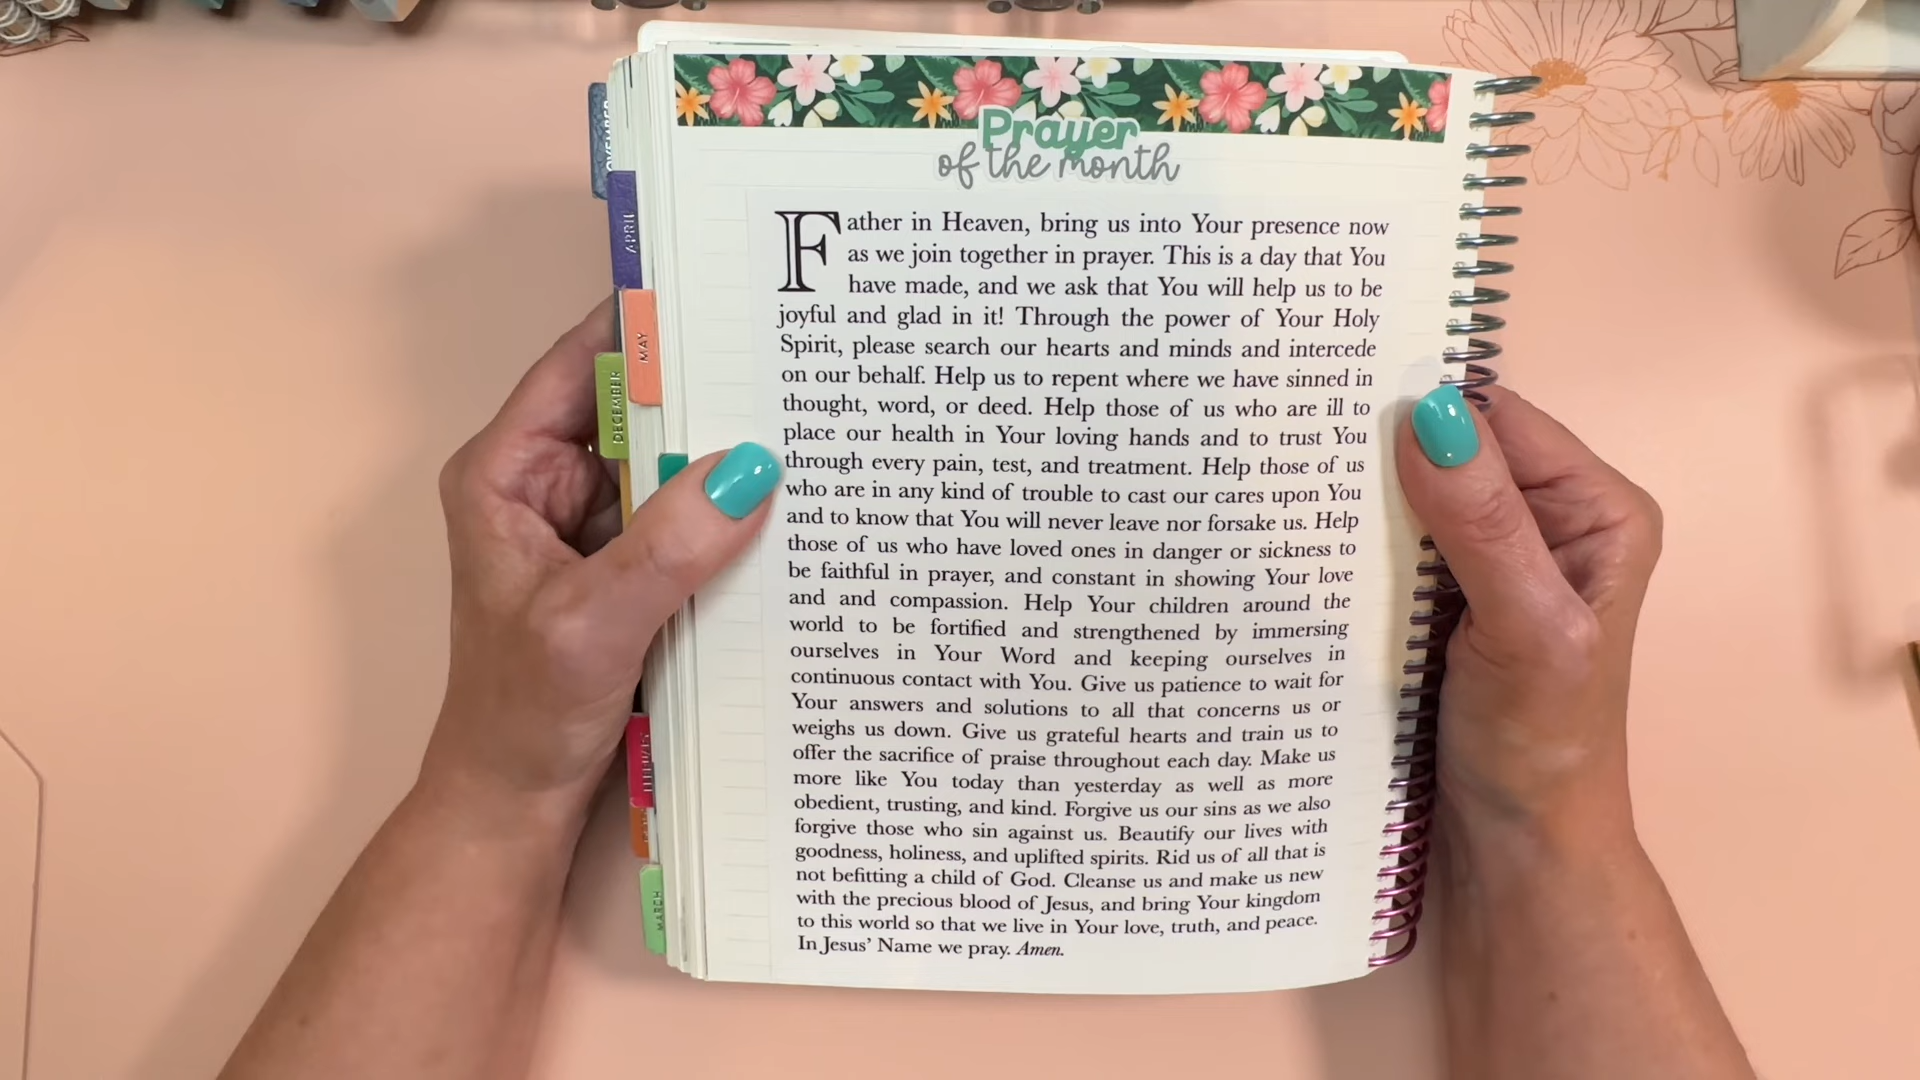 Prayer
of the month
Father in Heaven, bring us into Your presence now
as we join together in prayer. This is a day that You
have made, and we ask that You will help us to be
joyful and glad in it! Through the power of Your Holy
Spirit, please search our hearts and minds and intercede
on our behalf. Help us to repent where we have sinned in
thought, word, or deed. Help those of us who are ill to
place our health in Your loving hands and to trust You
through every pain, test, and treatment. Help those of us
who are in any kind of trouble to cast our cares upon You
and to know that You will never leave nor forsake us. Help
those of us who have loved ones in danger or sickness to
be faithful in prayer, and constant in showing Your love
and and compassion. Help Your children around the
world to be fortified and strengthened by immersing
ourselves in Your Word and keeping ourselves in
continuous contact with You. Give us patience to wait for
Your answers and solutions to all that concerns us or
weighs us down. Give us grateful hearts and train us to
offer the sacrifice of praise throughout each day. Make us
more like You today than yesterday as well as more
obedient, trusting, and kind. Forgive us our sins as we also
forgive those who sin against us. Beautify our lives with
goodness, holiness, and uplifted spirits. Rid us of all that is
not befitting a child of God. Cleanse us and make us new
with the precious blood of Jesus, and bring Your kingdom
to this world so that we live in Your love, truth, and peace.
In Jesus' Name we pray. Amen.
APRIL
MAY
DECEMBER
MARCH